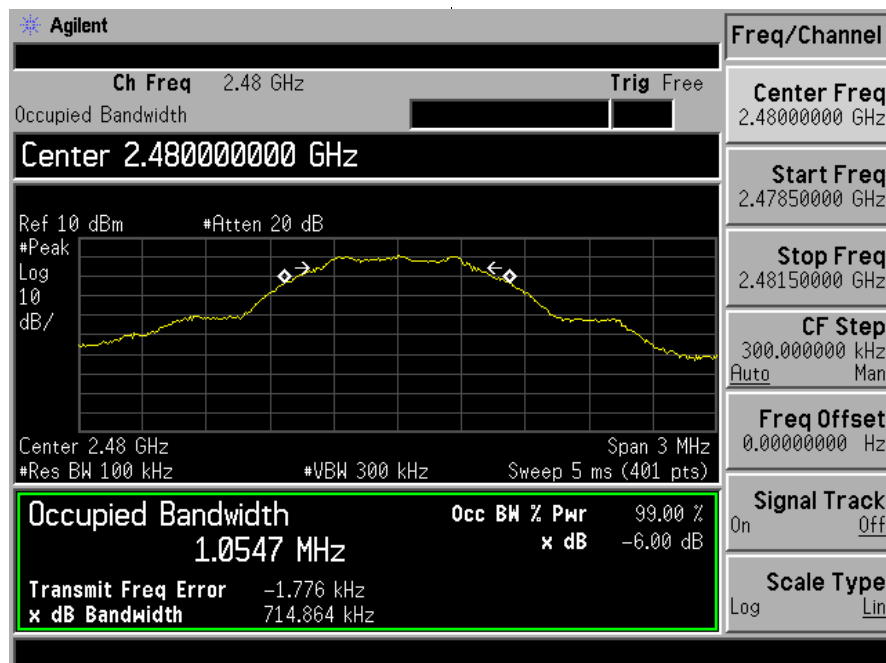 Agilent
Freq/Channel
Ch Freq 2.48 GHz Trig Free
Occupied Bandwidth
Center 2.480000000 GHz
Ref 10 dBm #Atten 20 dB
#Peak
Log
10
dB/
Center 2.48 GHz Span 3 MHz
#Res BW 100 kHz #VBW 300 kHz Sweep 5 ms (401 pts)
Occupied Bandwidth
1.0547 MHz
Occ BW % Pwr 99.00 %
x dB -6.00 dB
Transmit Freq Error -1.776 kHz
x dB Bandwidth 714.864 kHz
Center Freq
2.48000000 GHz
Start Freq
2.47850000 GHz
Stop Freq
2.48150000 GHz
CF Step
300.000000 kHz
Auto Man
Freq Offset
0.00000000 Hz
Signal Track
On Off
Scale Type
Log Lin